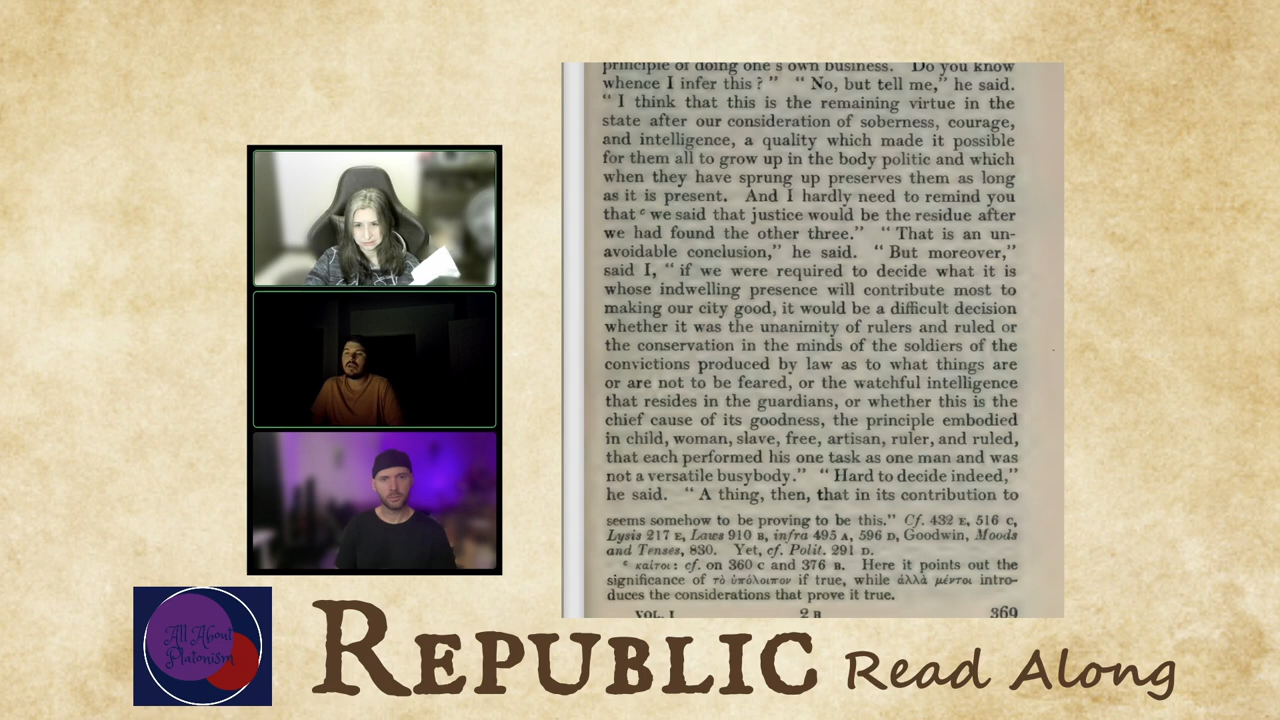 principle of doing one's own business. Do you know
whence I infer this ? ” “ No, but tell me,” he said.
“ I think that this is the remaining virtue in the
state after our consideration of soberness, courage,
and intelligence, a quality which made it possible
for them all to grow up in the body politic and which
when they have sprung up preserves them as long
as it is present. And I hardly need to remind you
that ᶜ we said that justice would be the residue after
we had found the other three.” “ That is an un-
avoidable conclusion,” he said. “ But moreover,”
said I, “ if we were required to decide what it is
whose indwelling presence will contribute most to
making our city good, it would be a difficult decision
whether it was the unanimity of rulers and ruled or
the conservation in the minds of the soldiers of the
convictions produced by law as to what things are
or are not to be feared, or the watchful intelligence
that resides in the guardians, or whether this is the
chief cause of its goodness, the principle embodied
in child, woman, slave, free, artisan, ruler, and ruled,
that each performed his one task as one man and was
not a versatile busybody.” “ Hard to decide indeed,”
he said. “ A thing, then, that in its contribution to
seems somehow to be proving to be this.” Cf. 432 E, 516 C,
Lysis 217 E, Laws 910 B, infra 495 A, 596 D, Goodwin, Moods
and Tenses, 830. Yet, cf. Polit. 291 D.
ᶜ καίτοι : cf. on 360 C and 376 B. Here it points out the
significance of τὸ ὑπόλοιπον if true, while ἀλλὰ μέντοι intro-
duces the considerations that prove it true.
VOL. I 2 B 369
All About
Platonism
Republic Read Along